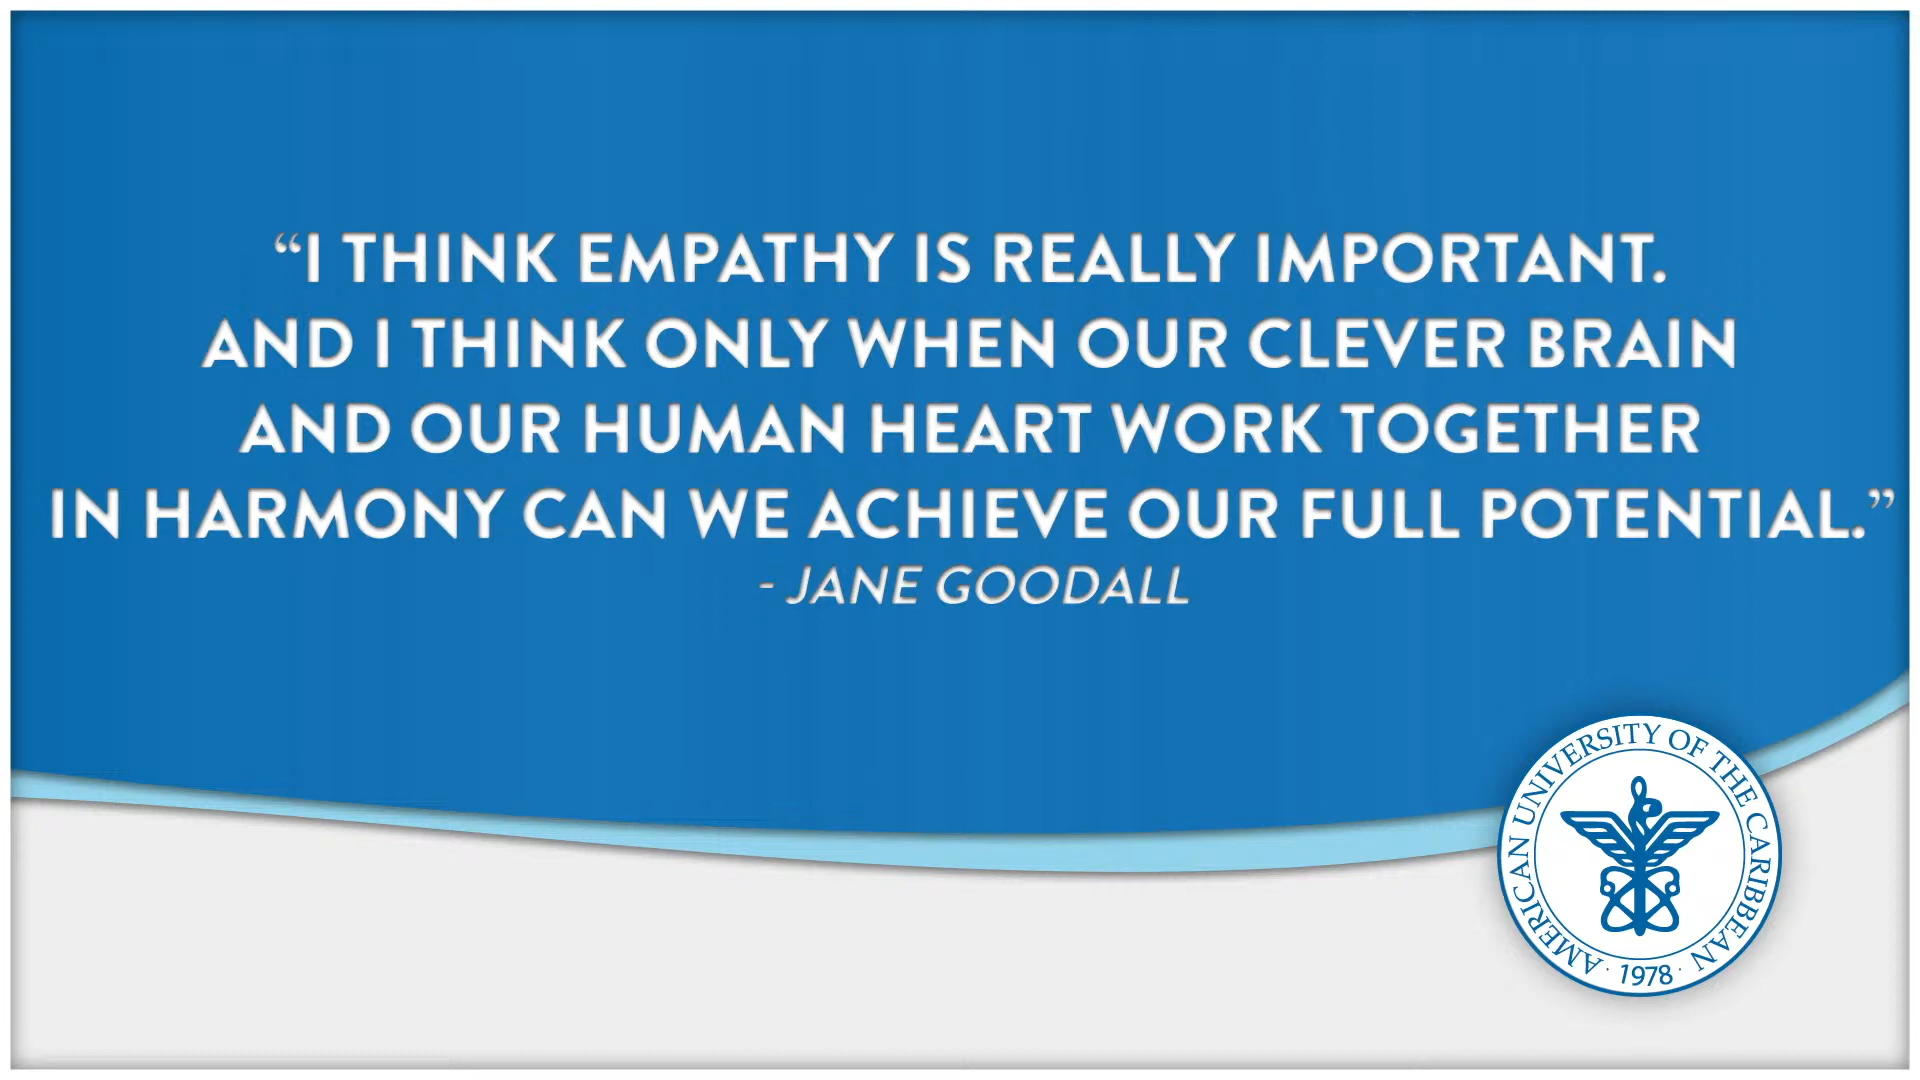 “I THINK EMPATHY IS REALLY IMPORTANT.
AND I THINK ONLY WHEN OUR CLEVER BRAIN
AND OUR HUMAN HEART WORK TOGETHER
IN HARMONY CAN WE ACHIEVE OUR FULL POTENTIAL.”
- JANE GOODALL
AMERICAN UNIVERSITY OF THE CARIBBEAN
· 1978 ·